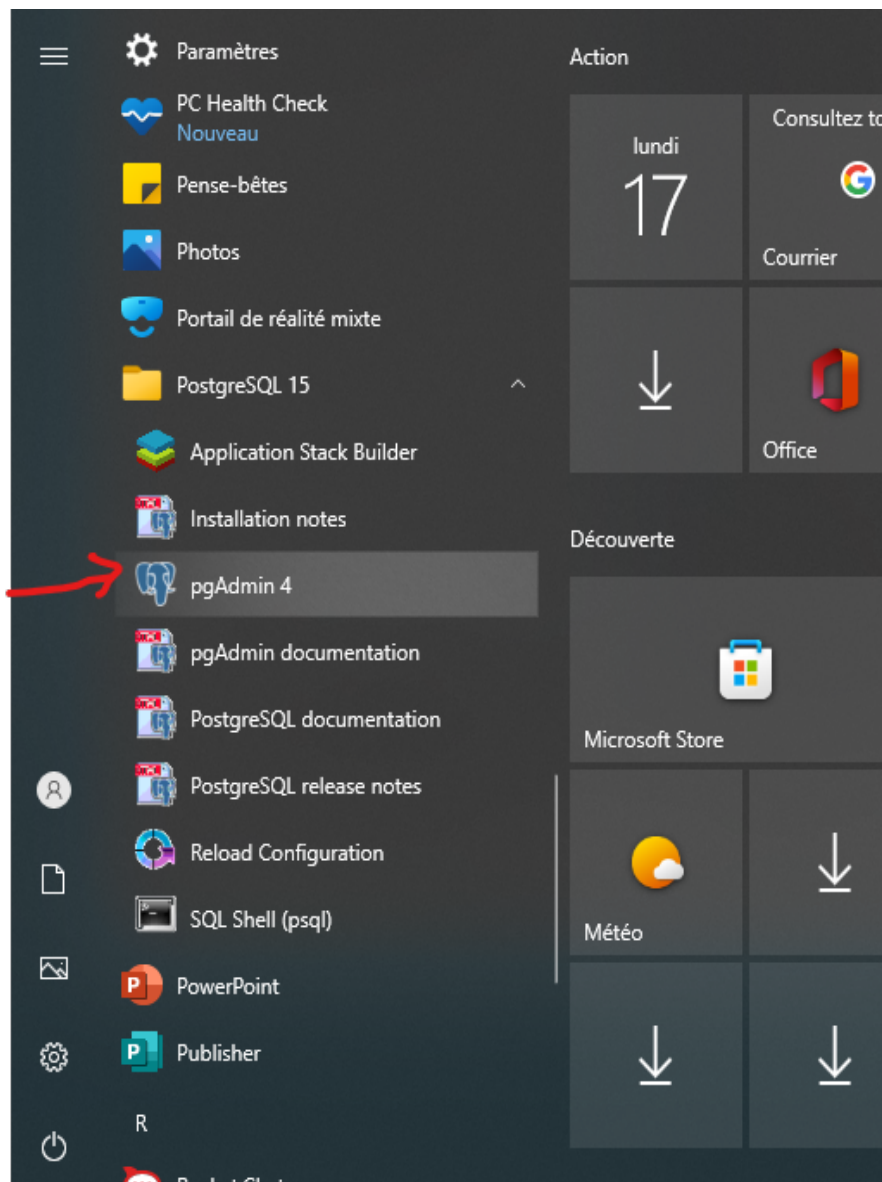 Paramètres
PC Health Check
Nouveau
Pense-bêtes
Photos
Portail de réalité mixte
PostgreSQL 15
Application Stack Builder
Installation notes
pgAdmin 4
pgAdmin documentation
PostgreSQL documentation
PostgreSQL release notes
Reload Configuration
SQL Shell (psql)
PowerPoint
Publisher
R
Action
lundi
17
Consultez to
Courrier
Office
Découverte
Microsoft Store
Météo